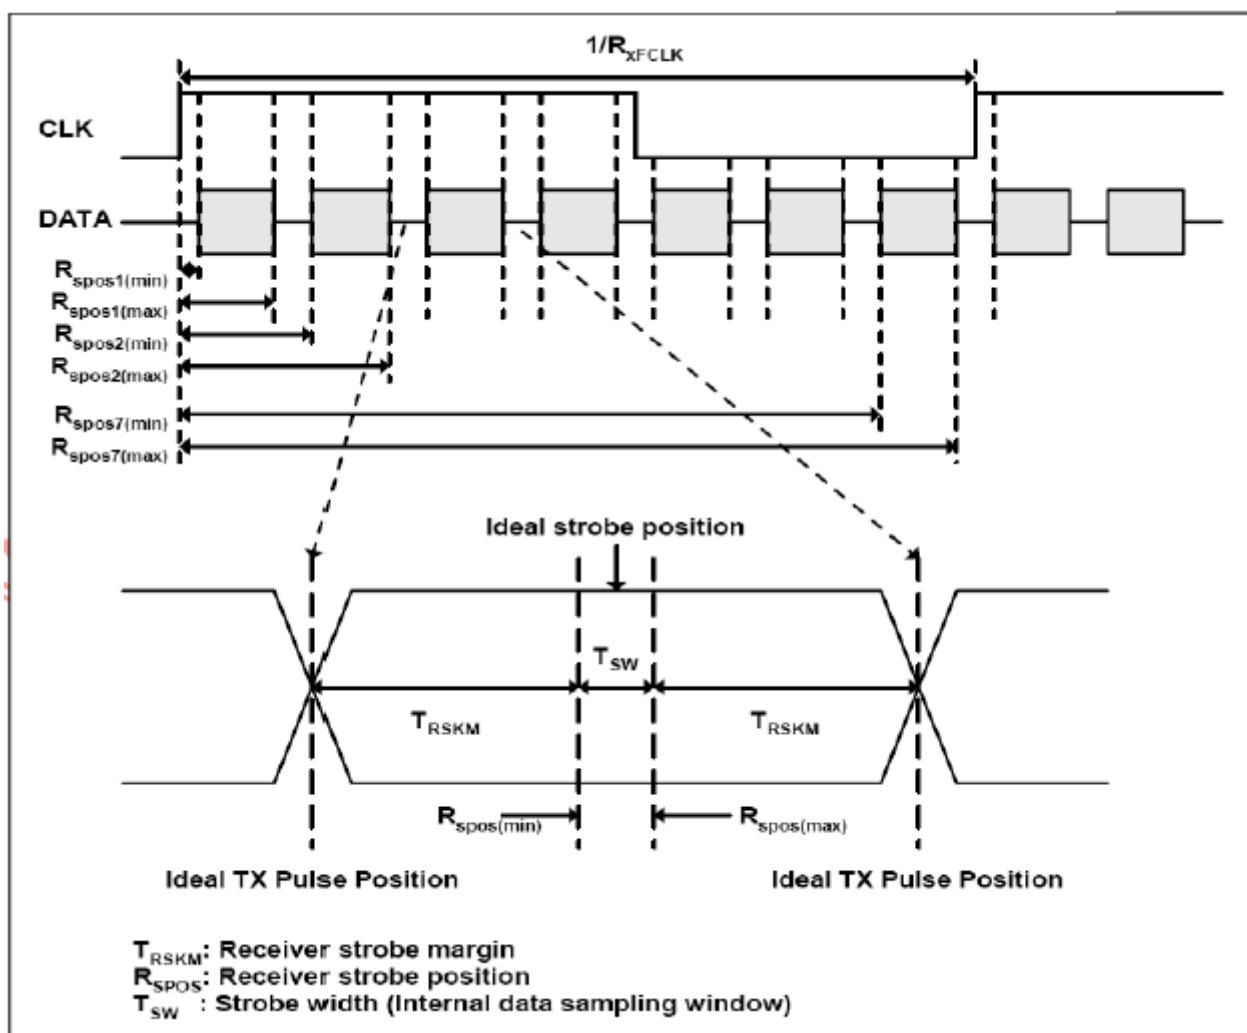 1/RxFCLK
CLK
DATA
Rspos1(min)
Rspos1(max)
Rspos2(min)
Rspos2(max)
Rspos7(min)
Rspos7(max)
Ideal strobe position
TSW
TRSKM
TRSKM
Rspos(min)
Rspos(max)
Ideal TX Pulse Position
Ideal TX Pulse Position
TRSKM: Receiver strobe margin
RSPOS: Receiver strobe position
TSW : Strobe width (Internal data sampling window)